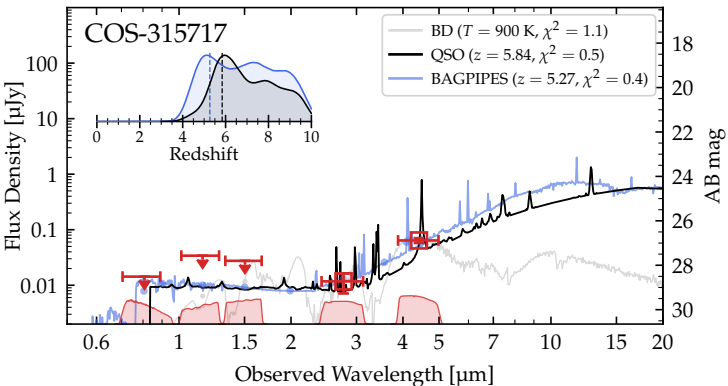 COS-315717
BD (T = 900 K, χ² = 1.1)
QSO (z = 5.84, χ² = 0.5)
BAGPIPES (z = 5.27, χ² = 0.4)
100
10
1
0.1
0.01
Flux Density [μJy]
0 2 4 6 8 10
Redshift
18
20
22
24
26
28
30
AB mag
0.6 1 1.5 2 3 4 5 7 10 15 20
Observed Wavelength [μm]